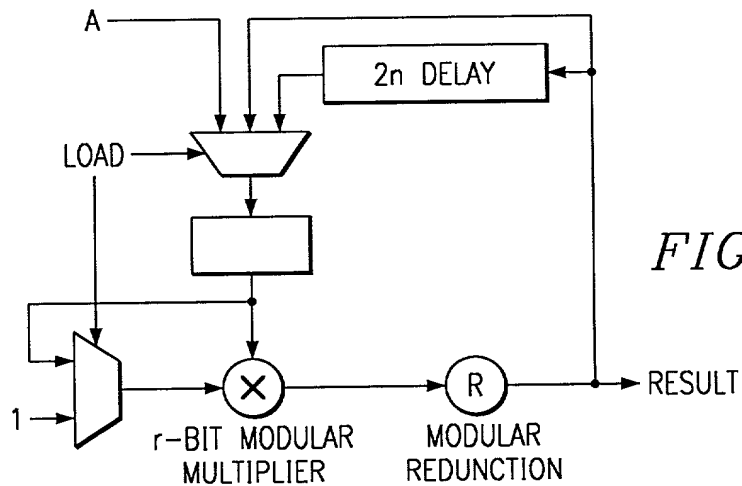 A
2n DELAY
LOAD
FIG
1
RESULT
R
r-BIT MODULAR
MULTIPLIER
MODULAR
REDUNCTION